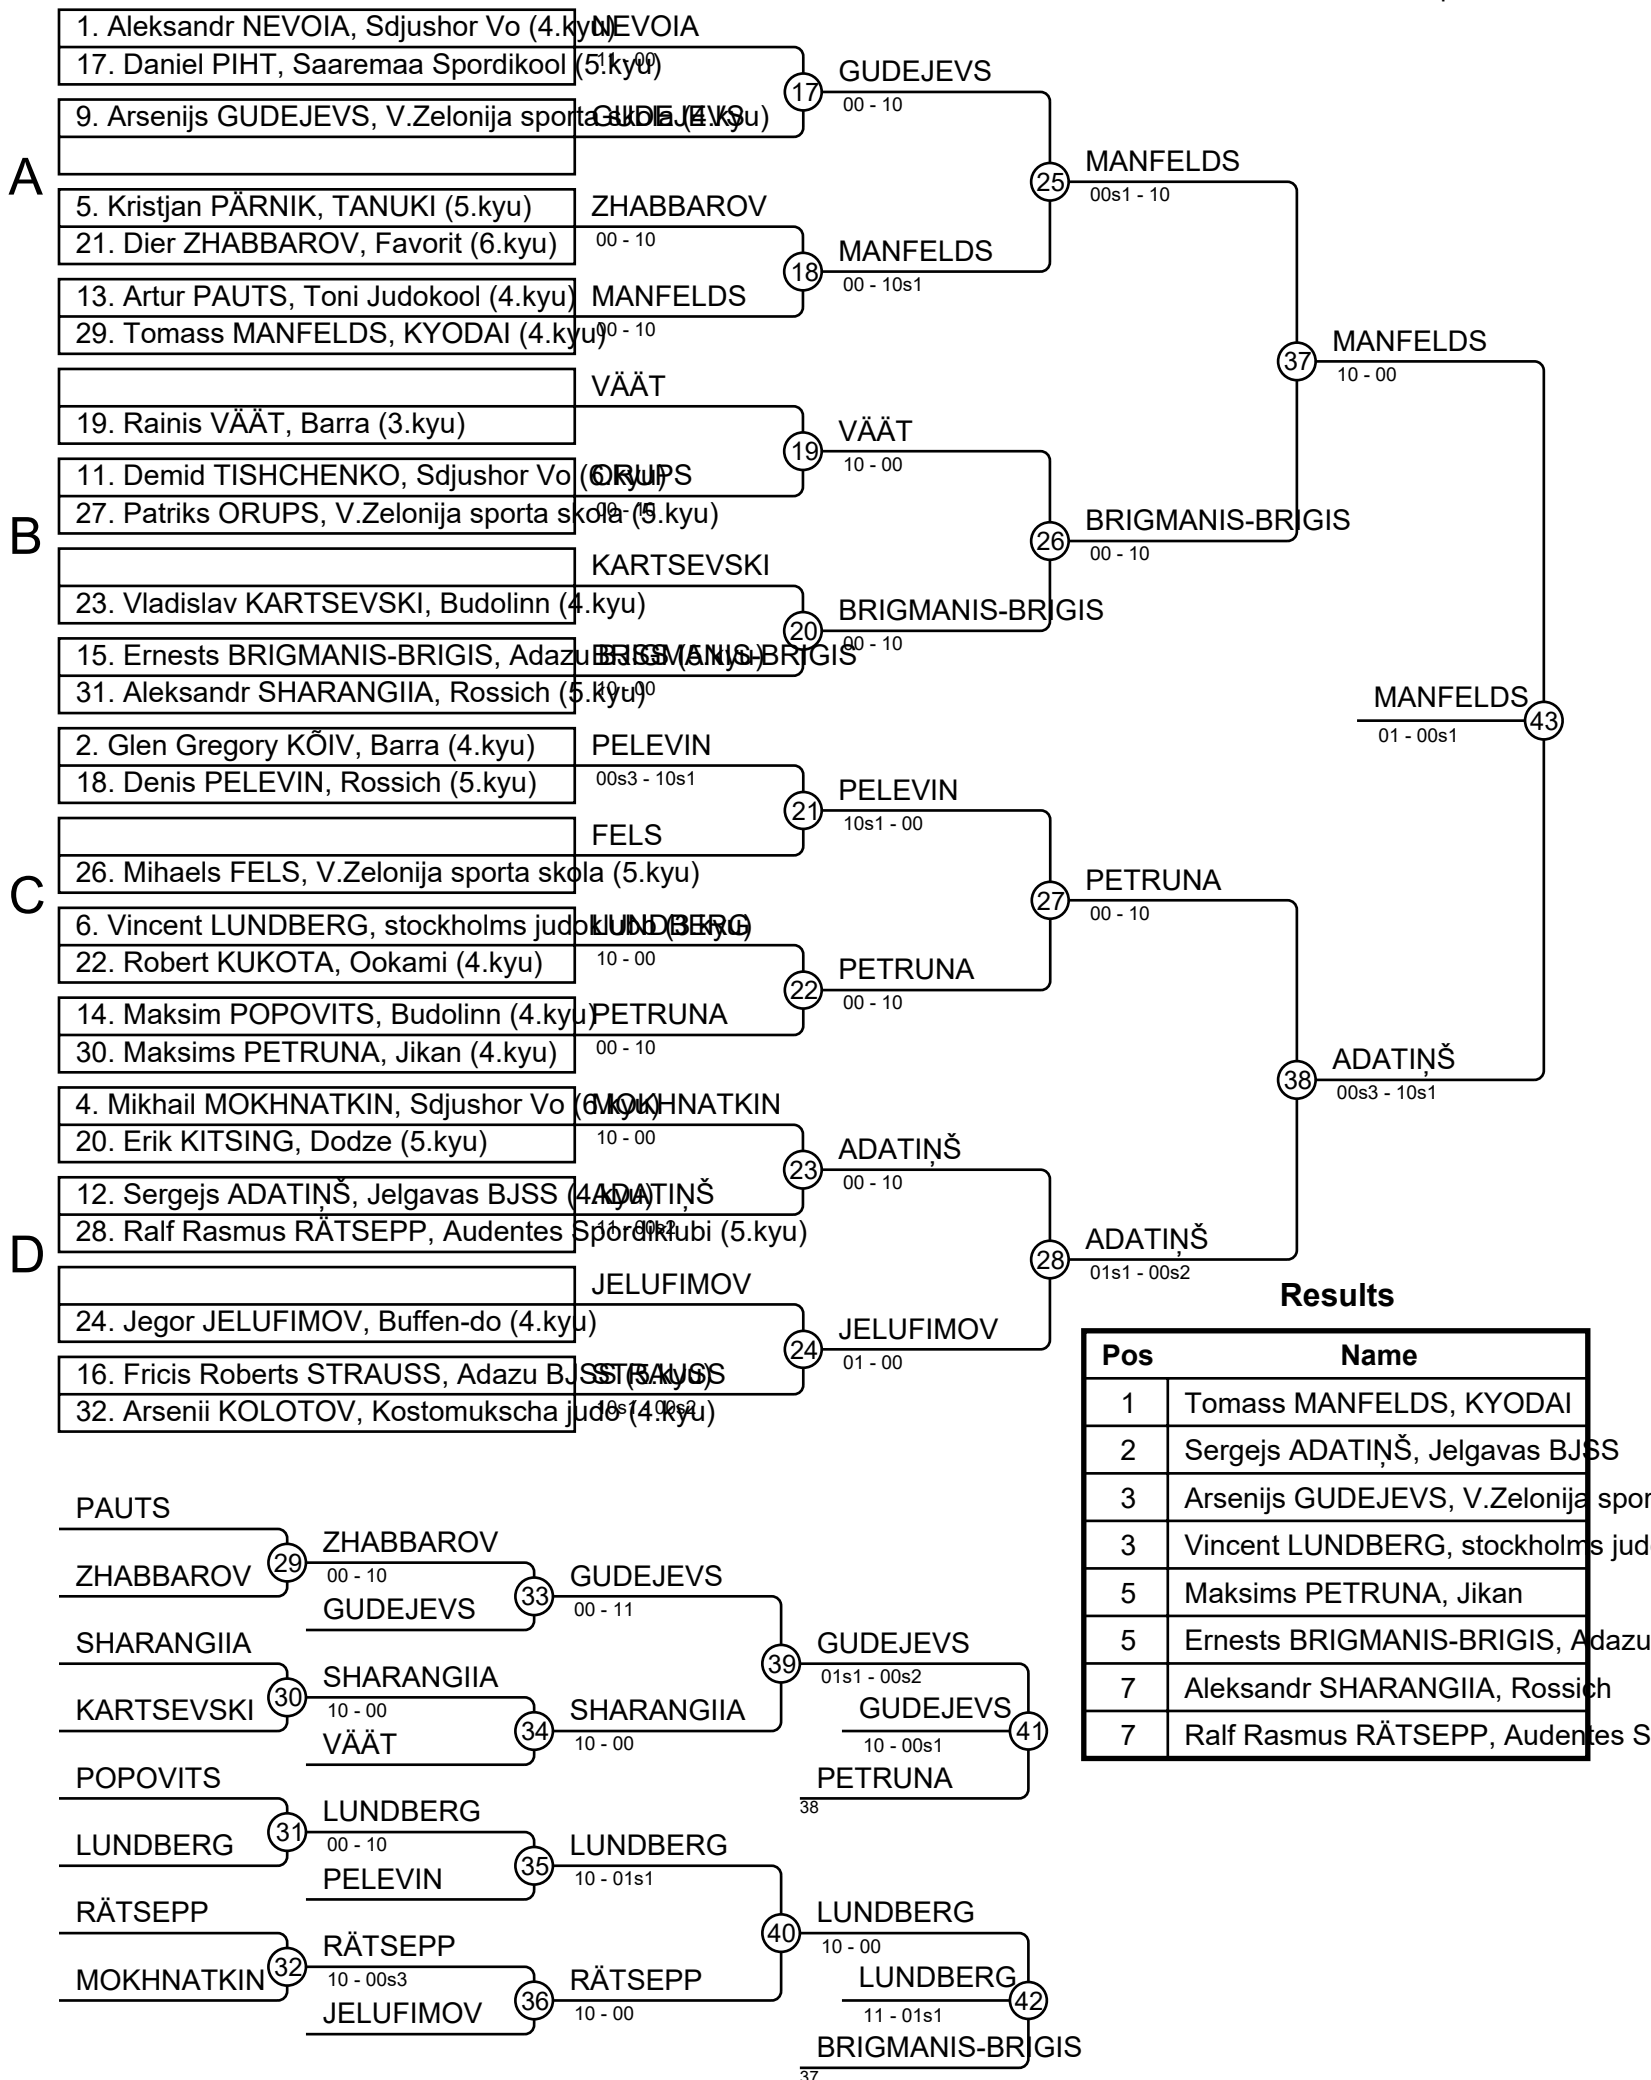 1. Aleksandr NEVOIA, Sdjushor Vo (4.kyu)
NEVOIA
17. Daniel PIHT, Saaremaa Spordikool (5.kyu)
11 - 00
17
GUDEJEVS
00 - 10
9. Arsenijs GUDEJEVS, V.Zelonija sporta skola (4.kyu)
GUDEJEVS
A
25
MANFELDS
00s1 - 10
5. Kristjan PÄRNIK, TANUKI (5.kyu)
ZHABBAROV
21. Dier ZHABBAROV, Favorit (6.kyu)
00 - 10
18
MANFELDS
00 - 10s1
13. Artur PAUTS, Toni Judokool (4.kyu)
MANFELDS
29. Tomass MANFELDS, KYODAI (4.kyu)
00 - 10
37
MANFELDS
10 - 00
VÄÄT
19. Rainis VÄÄT, Barra (3.kyu)
19
VÄÄT
10 - 00
11. Demid TISHCHENKO, Sdjushor Vo (6.kyu)
ORUPS
27. Patriks ORUPS, V.Zelonija sporta skola (5.kyu)
00 - 10
B
26
BRIGMANIS-BRIGIS
00 - 10
KARTSEVSKI
23. Vladislav KARTSEVSKI, Budolinn (4.kyu)
20
BRIGMANIS-BRIGIS
00 - 10
15. Ernests BRIGMANIS-BRIGIS, Adazu BJSS (5.kyu)
BRIGMANIS-BRIGIS
31. Aleksandr SHARANGIIA, Rossich (5.kyu)
10 - 00
MANFELDS
43
01 - 00s1
2. Glen Gregory KÕIV, Barra (4.kyu)
PELEVIN
18. Denis PELEVIN, Rossich (5.kyu)
00s3 - 10s1
21
PELEVIN
10s1 - 00
FELS
26. Mihaels FELS, V.Zelonija sporta skola (5.kyu)
C
27
PETRUNA
00 - 10
6. Vincent LUNDBERG, stockholms judoklubb (3.kyu)
LUNDBERG
22. Robert KUKOTA, Ookami (4.kyu)
10 - 00
22
PETRUNA
00 - 10
14. Maksim POPOVITS, Budolinn (4.kyu)
PETRUNA
30. Maksims PETRUNA, Jikan (4.kyu)
00 - 10
38
ADATIŅŠ
00s3 - 10s1
4. Mikhail MOKHNATKIN, Sdjushor Vo (6.kyu)
MOKHNATKIN
20. Erik KITSING, Dodze (5.kyu)
10 - 00
23
ADATIŅŠ
00 - 10
12. Sergejs ADATIŅŠ, Jelgavas BJSS (4.kyu)
ADATIŅŠ
28. Ralf Rasmus RÄTSEPP, Audentes Spordiklubi (5.kyu)
11 - 00s2
D
28
ADATIŅŠ
01s1 - 00s2
JELUFIMOV
24. Jegor JELUFIMOV, Buffen-do (4.kyu)
24
JELUFIMOV
01 - 00
16. Fricis Roberts STRAUSS, Adazu BJSS (5.kyu)
STRAUSS
32. Arsenii KOLOTOV, Kostomukscha judo (4.kyu)
10s1 - 00s2
Results
Pos Name
1 Tomass MANFELDS, KYODAI
2 Sergejs ADATIŅŠ, Jelgavas BJSS
3 Arsenijs GUDEJEVS, V.Zelonija spor
3 Vincent LUNDBERG, stockholms jud
5 Maksims PETRUNA, Jikan
5 Ernests BRIGMANIS-BRIGIS, Adazu
7 Aleksandr SHARANGIIA, Rossich
7 Ralf Rasmus RÄTSEPP, Audentes S
PAUTS
29
ZHABBAROV
ZHABBAROV
00 - 10
33
GUDEJEVS
GUDEJEVS
00 - 11
SHARANGIIA
30
KARTSEVSKI
SHARANGIIA
10 - 00
34
VÄÄT
SHARANGIIA
10 - 00
39
GUDEJEVS
01s1 - 00s2
GUDEJEVS
41
10 - 00s1
PETRUNA
38
POPOVITS
31
LUNDBERG
LUNDBERG
00 - 10
35
PELEVIN
LUNDBERG
10 - 01s1
RÄTSEPP
32
MOKHNATKIN
RÄTSEPP
10 - 00s3
36
JELUFIMOV
RÄTSEPP
10 - 00
40
LUNDBERG
10 - 00
LUNDBERG
42
11 - 01s1
BRIGMANIS-BRIGIS
37